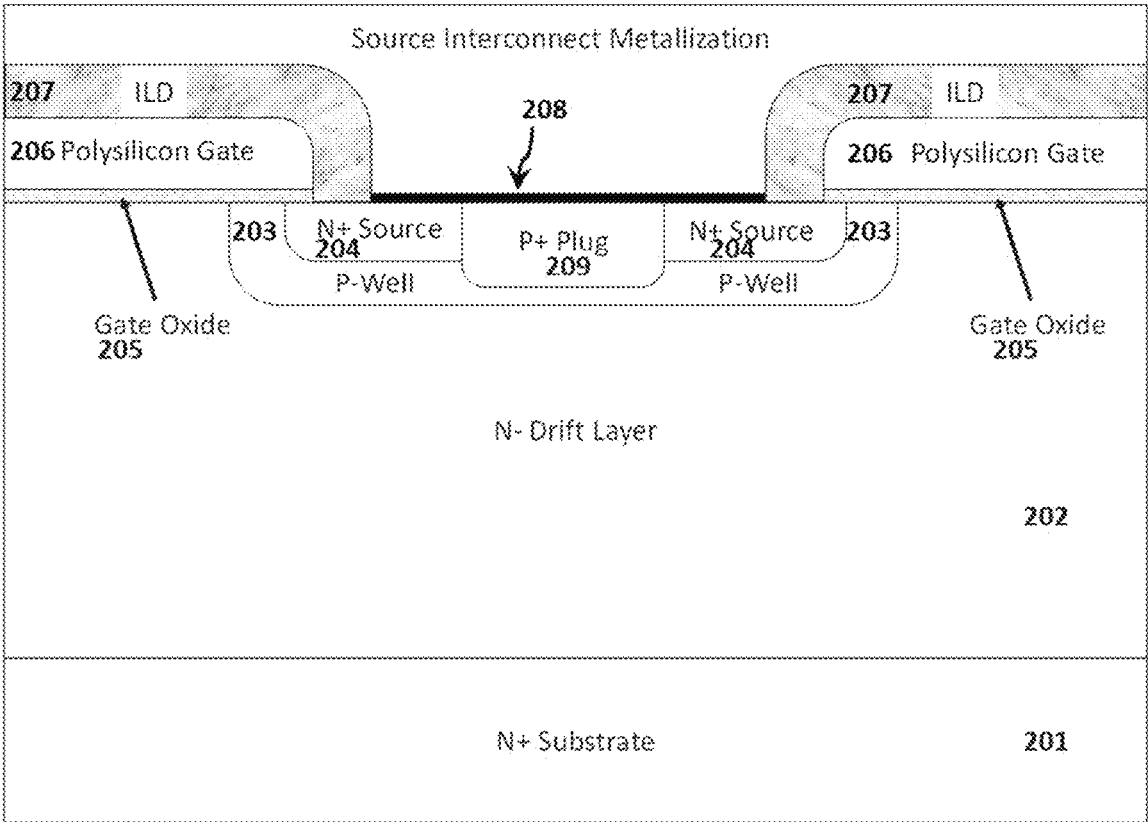 Source Interconnect Metallization
207 ILD
207 ILD
208
206 Polysilicon Gate
206 Polysilicon Gate
203
N+ Source
204
P+ Plug
209
N+ Source
204
203
P-Well
P-Well
Gate Oxide
205
Gate Oxide
205
N- Drift Layer
202
N+ Substrate
201